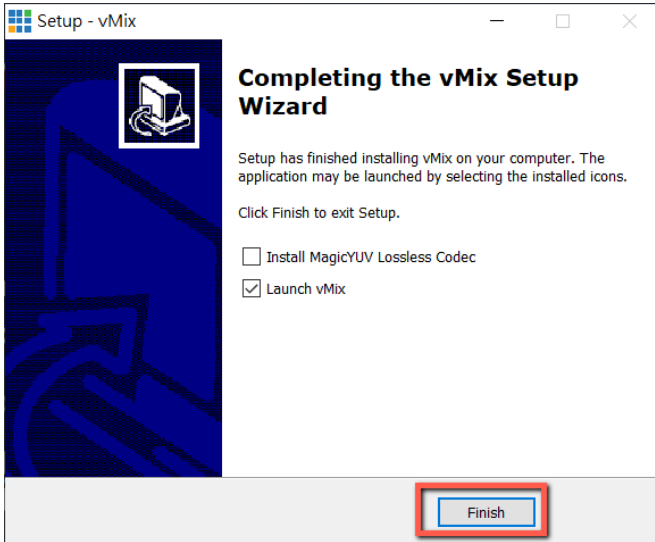 Setup - vMix
Completing the vMix Setup
Wizard
Setup has finished installing vMix on your computer. The
application may be launched by selecting the installed icons.
Click Finish to exit Setup.
Install MagicYUV Lossless Codec
Launch vMix
Finish